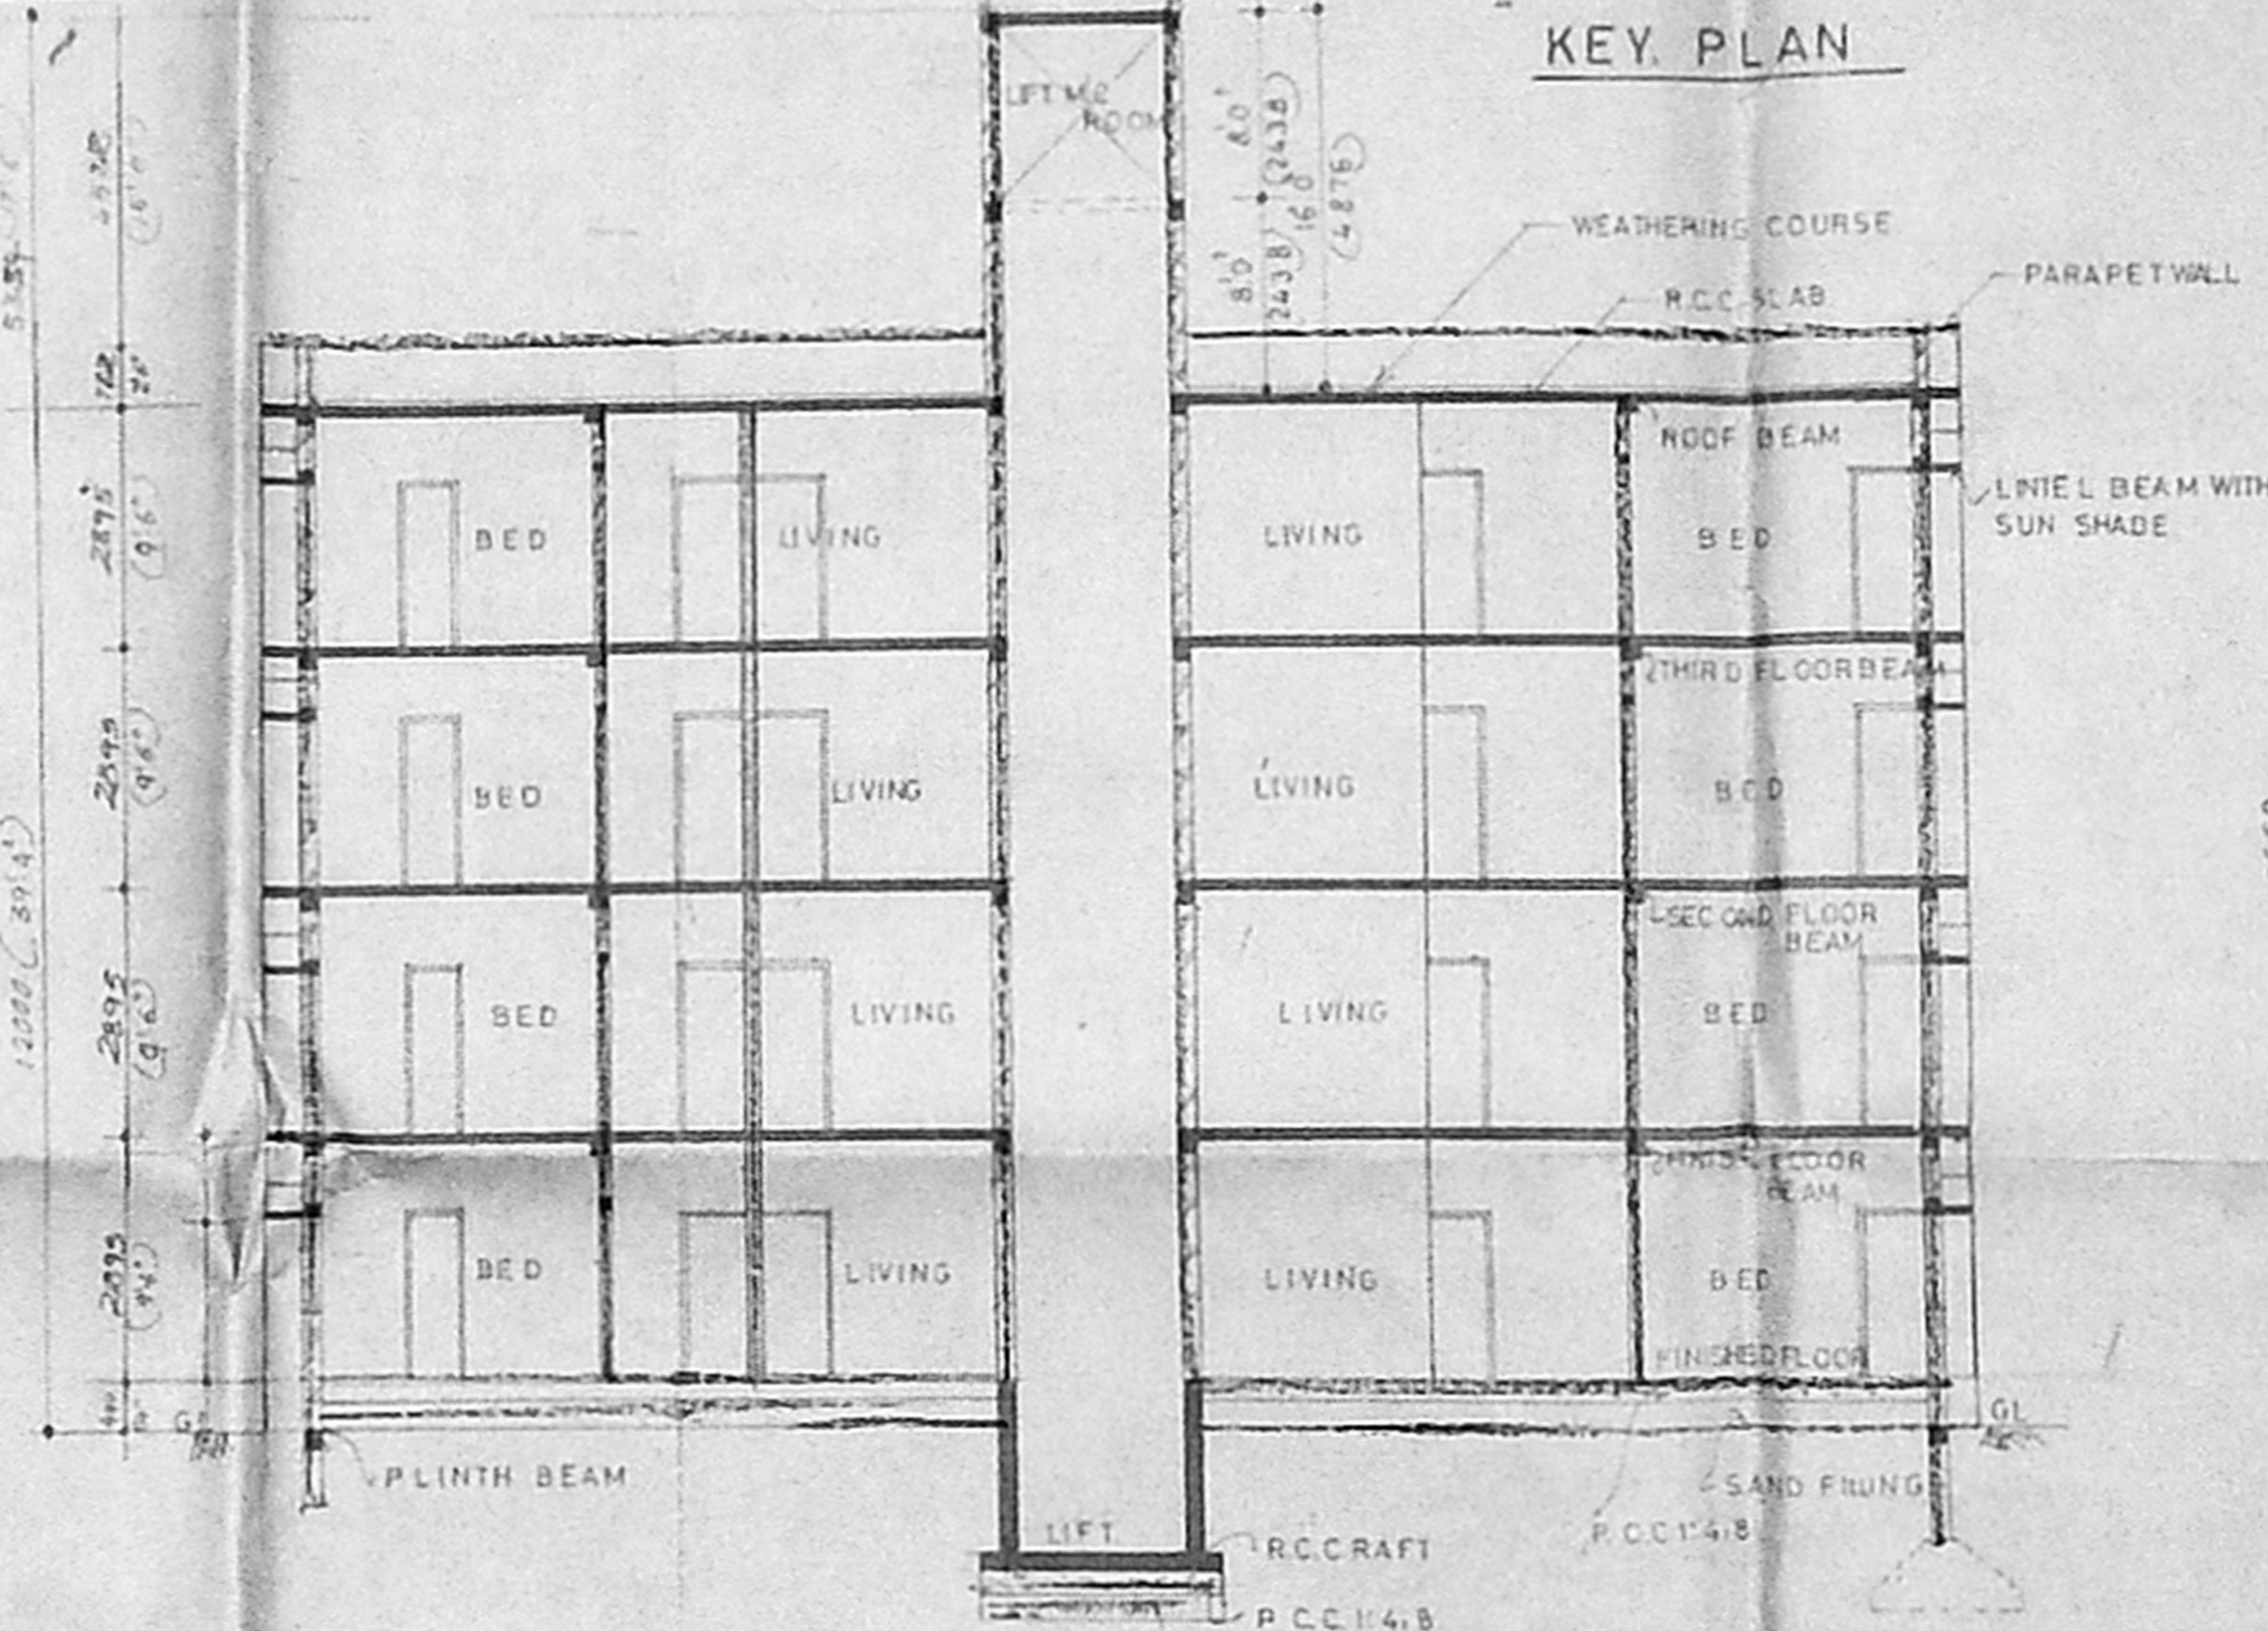 KEY PLAN
LIFT M/C
ROOM
8'0"
(2438)
16'0
(4876)
8'0"
2438)
WEATHERING COURSE
R.C.C. SLAB
PARAPET WALL
ROOF BEAM
2895
(9'6")
BED
LIVING
LIVING
BED
LINTEL BEAM WITH
SUN SHADE
THIRD FLOOR BEAM
2895
(9'6")
BED
LIVING
LIVING
BED
12000 (39'4")
SECOND FLOOR
BEAM
2895
(9'6")
BED
LIVING
LIVING
BED
FLOOR
BEAM
2895
BED
LIVING
LIVING
BED
FINISHED FLOOR
GL
PLINTH BEAM
SAND FILLING
P.C.C 1:4:8
LIFT
R.C.C RAFT
P.C.C 1:4:8